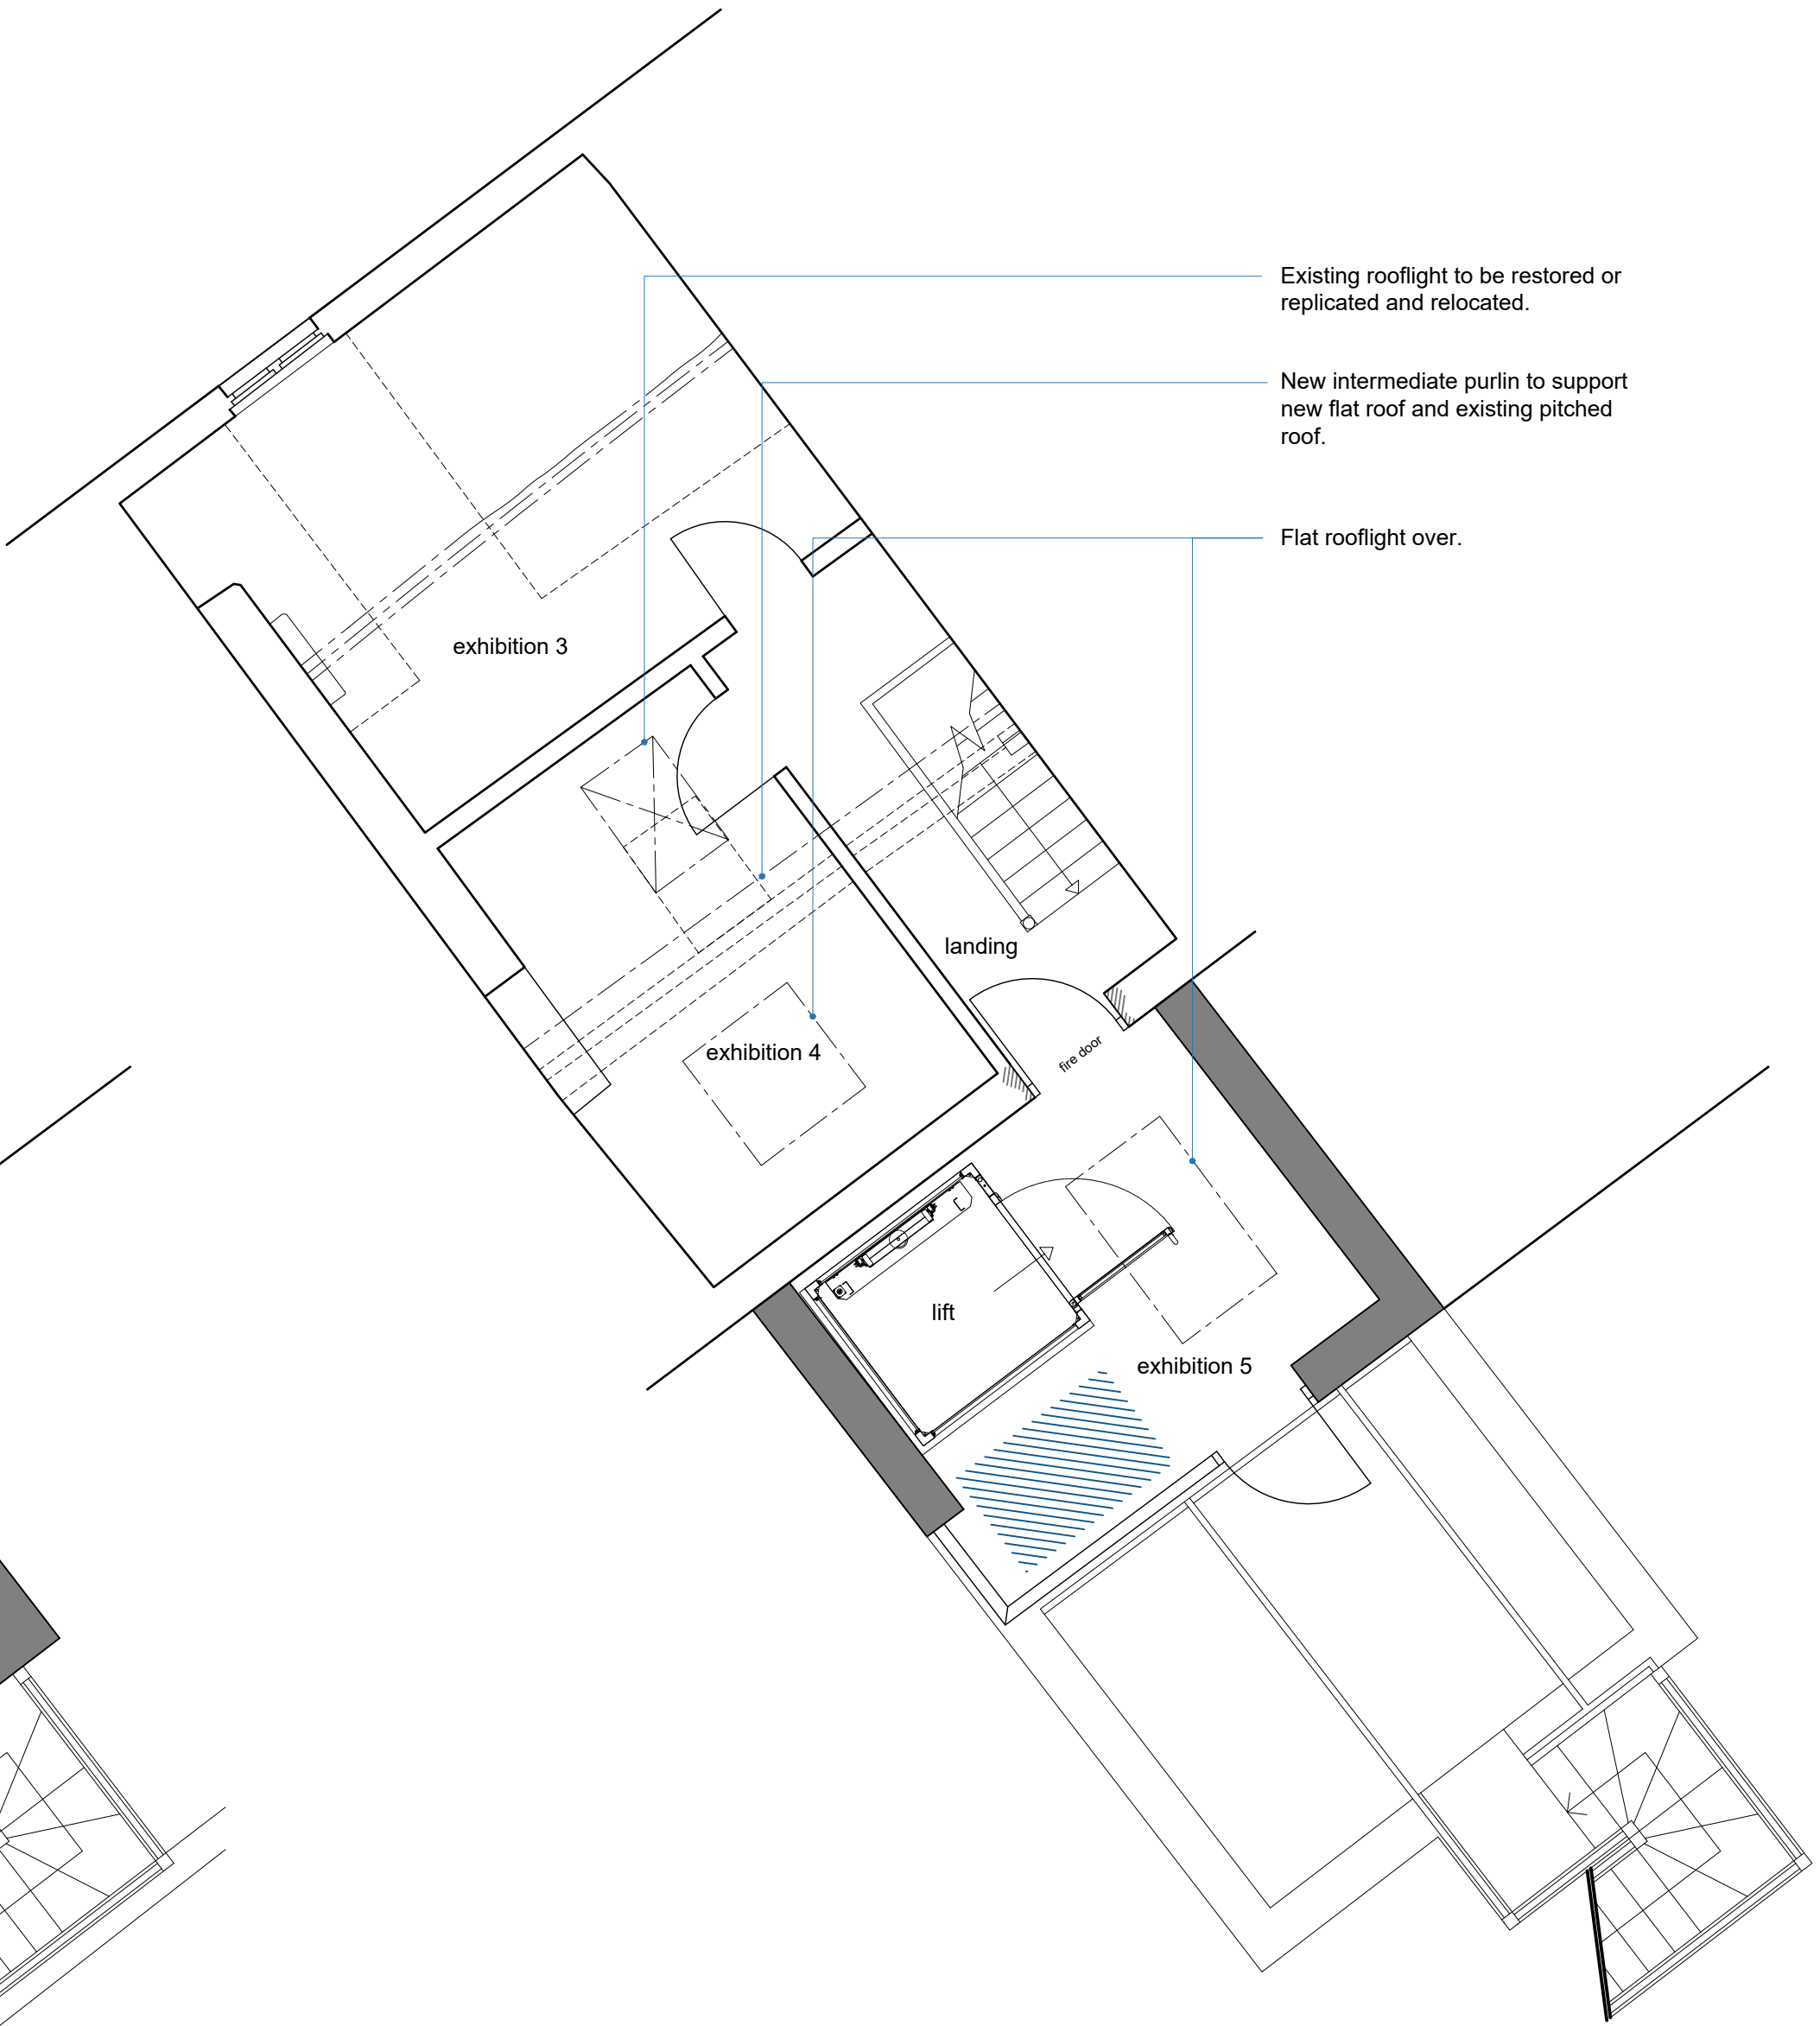 Existing rooflight to be restored or
replicated and relocated.
New intermediate purlin to support
new flat roof and existing pitched
roof.
Flat rooflight over.
exhibition 3
landing
fire door
exhibition 4
lift
exhibition 5